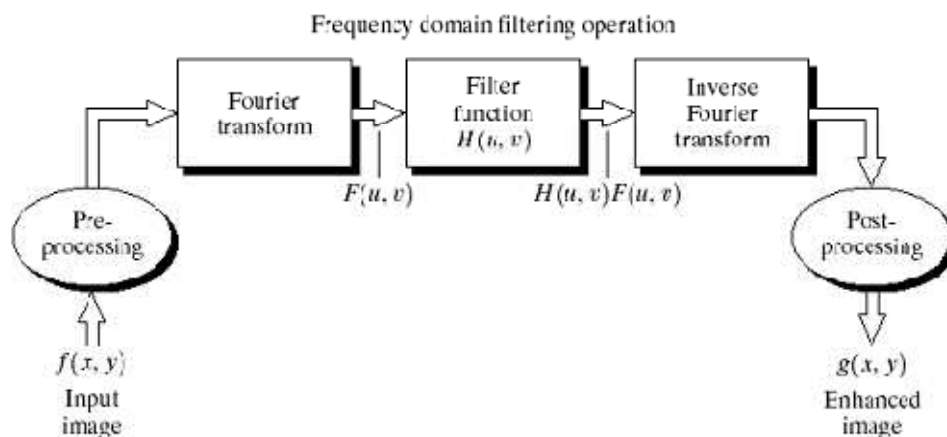 Frequency domain filtering operation
Fourier
transform
Filter
function
H(u, v)
Inverse
Fourier
transform
F(u, v)
H(u, v)F(u, v)
Pre-
processing
Post-
processing
f(x, y)
Input
image
g(x, y)
Enhanced
image